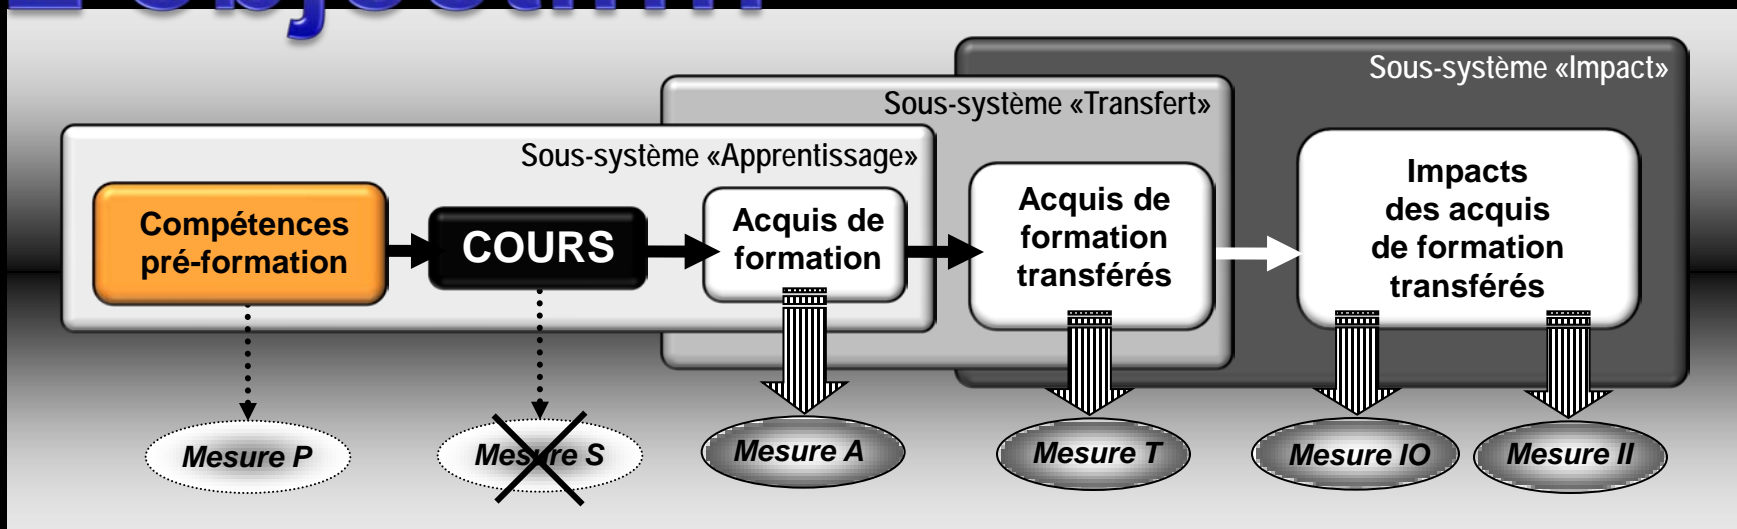 Sous-système «Impact»
Sous-système «Transfert»
Sous-système «Apprentissage»
Compétences
pré-formation
COURS
Acquis de
formation
Acquis de
formation
transférés
Impacts
des acquis
de formation
transférés
Mesure P
Mesure S
Mesure A
Mesure T
Mesure IO
Mesure II